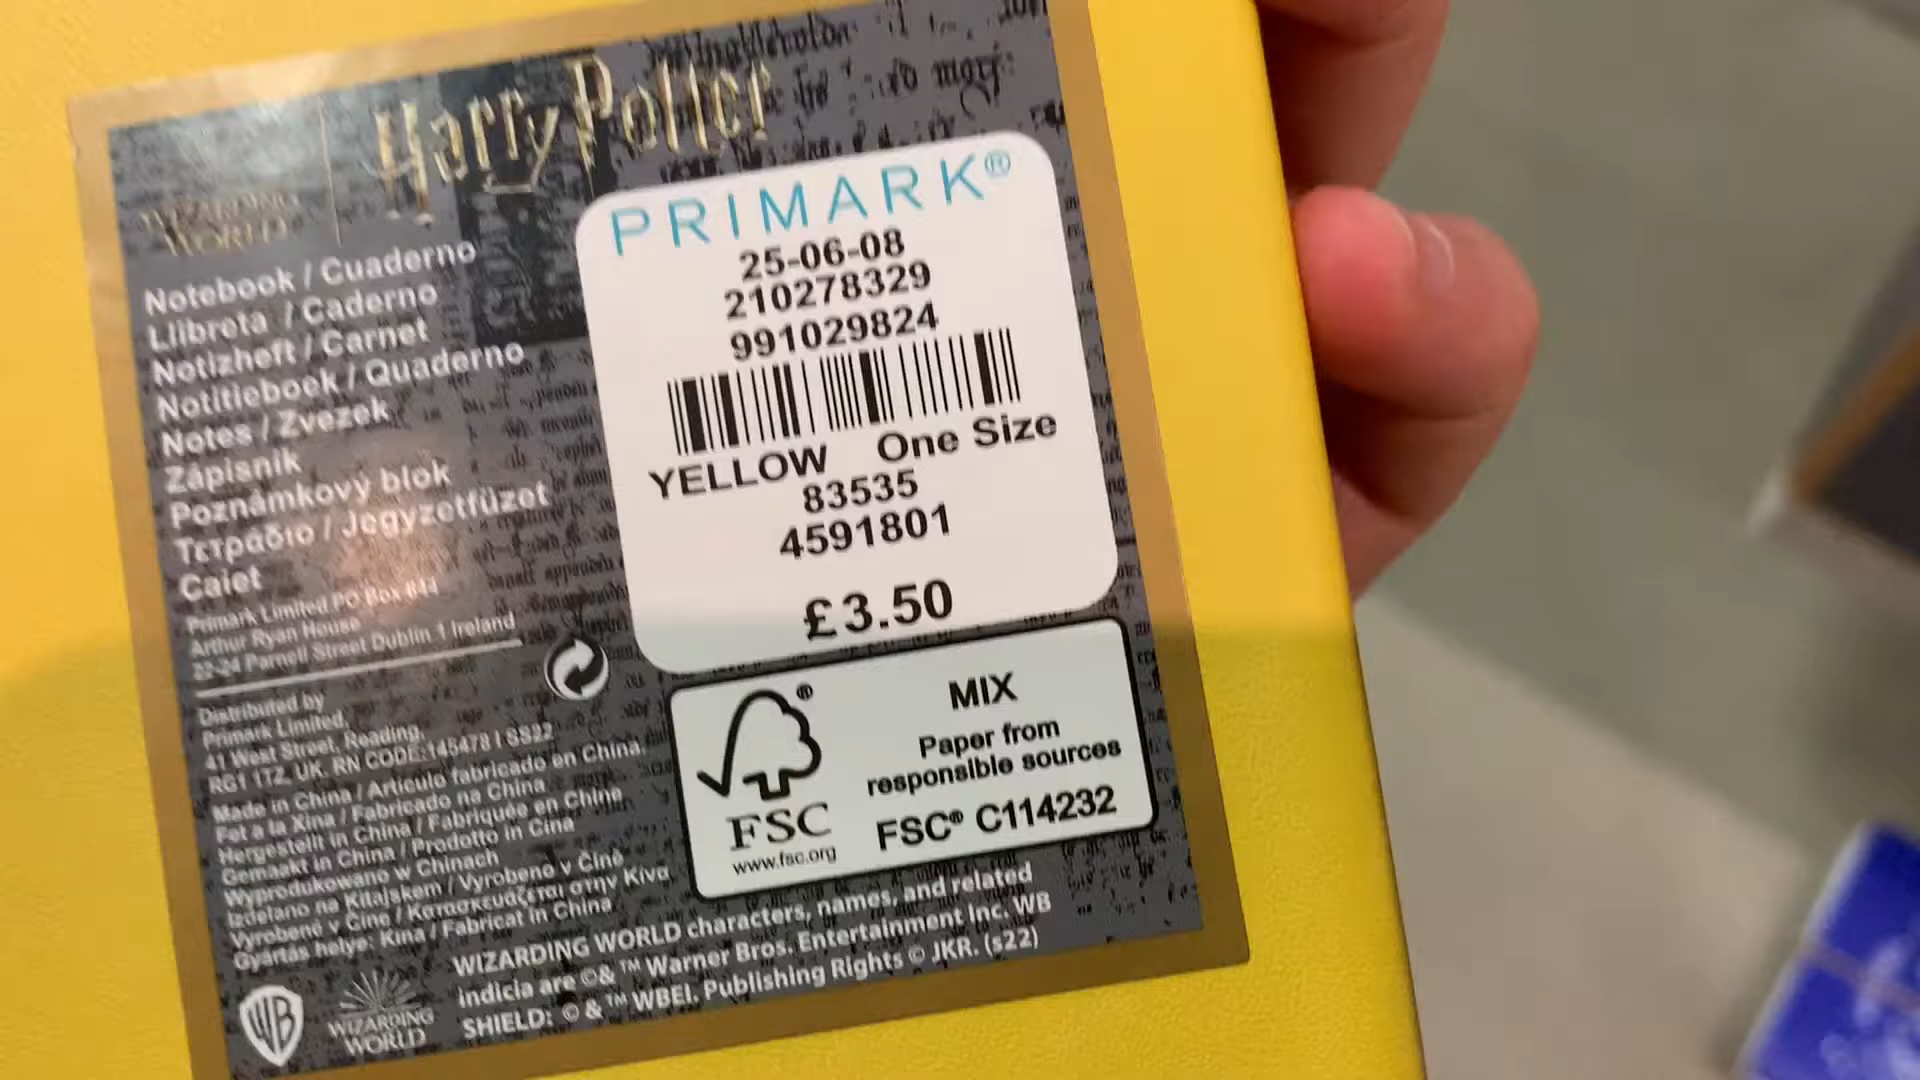 Harry Potter
WIZARDING
WORLD
Notebook / Cuaderno
Llibreta / Caderno
Notizheft / Carnet
Notitieboek / Quaderno
Notes / Zvezek
Zápisník
Poznámkový blok
Τετράδιο / Jegyzetfüzet
Caiet
Primark Limited PO Box 644
Arthur Ryan House
22-24 Parnell Street Dublin 1 Ireland
Distributed by
Primark Limited,
41 West Street, Reading,
RG1 1TZ, UK. RN CODE:145478 I SS22
Made in China / Artículo fabricado en China
Fet a la Xina / Fabricado na China
Hergestellt in China / Fabriquée en Chine
Gemaakt in China / Prodotto in Cina
Wyprodukowano w Chinach
Izdelano na Kitajskem / Vyrobeno v Číně
Vyrobené v Číne / Κατασκευάζεται στην Κίνα
Gyártás helye: Kína / Fabricat în China
PRIMARK®
25-06-08
210278329
991029824
YELLOW One Size
83535
4591801
£3.50
FSC
www.fsc.org
MIX
Paper from
responsible sources
FSC® C114232
WB
WIZARDING
WORLD
WIZARDING WORLD characters, names, and related
indicia are ©& ™ Warner Bros. Entertainment Inc. WB
SHIELD: © & ™ WBEI. Publishing Rights © JKR. (s22)